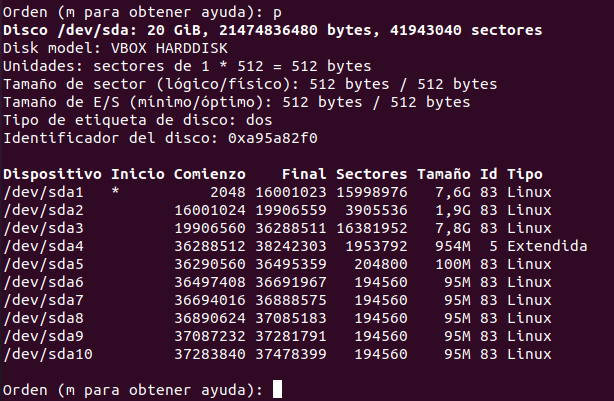 Orden (m para obtener ayuda): p
Disco /dev/sda: 20 GiB, 21474836480 bytes, 41943040 sectores
Disk model: VBOX HARDDISK
Unidades: sectores de 1 * 512 = 512 bytes
Tamaño de sector (lógico/físico): 512 bytes / 512 bytes
Tamaño de E/S (mínimo/óptimo): 512 bytes / 512 bytes
Tipo de etiqueta de disco: dos
Identificador del disco: 0xa95a82f0

Dispositivo Inicio Comienzo    Final Sectores Tamaño Id Tipo
/dev/sda1   *          2048 16001023 15998976   7,6G 83 Linux
/dev/sda2          16001024 19906559  3905536   1,9G 83 Linux
/dev/sda3          19906560 36288511 16381952   7,8G 83 Linux
/dev/sda4          36288512 38242303  1953792   954M  5 Extendida
/dev/sda5          36290560 36495359   204800   100M 83 Linux
/dev/sda6          36497408 36691967   194560    95M 83 Linux
/dev/sda7          36694016 36888575   194560    95M 83 Linux
/dev/sda8          36890624 37085183   194560    95M 83 Linux
/dev/sda9          37087232 37281791   194560    95M 83 Linux
/dev/sda10         37283840 37478399   194560    95M 83 Linux

Orden (m para obtener ayuda):